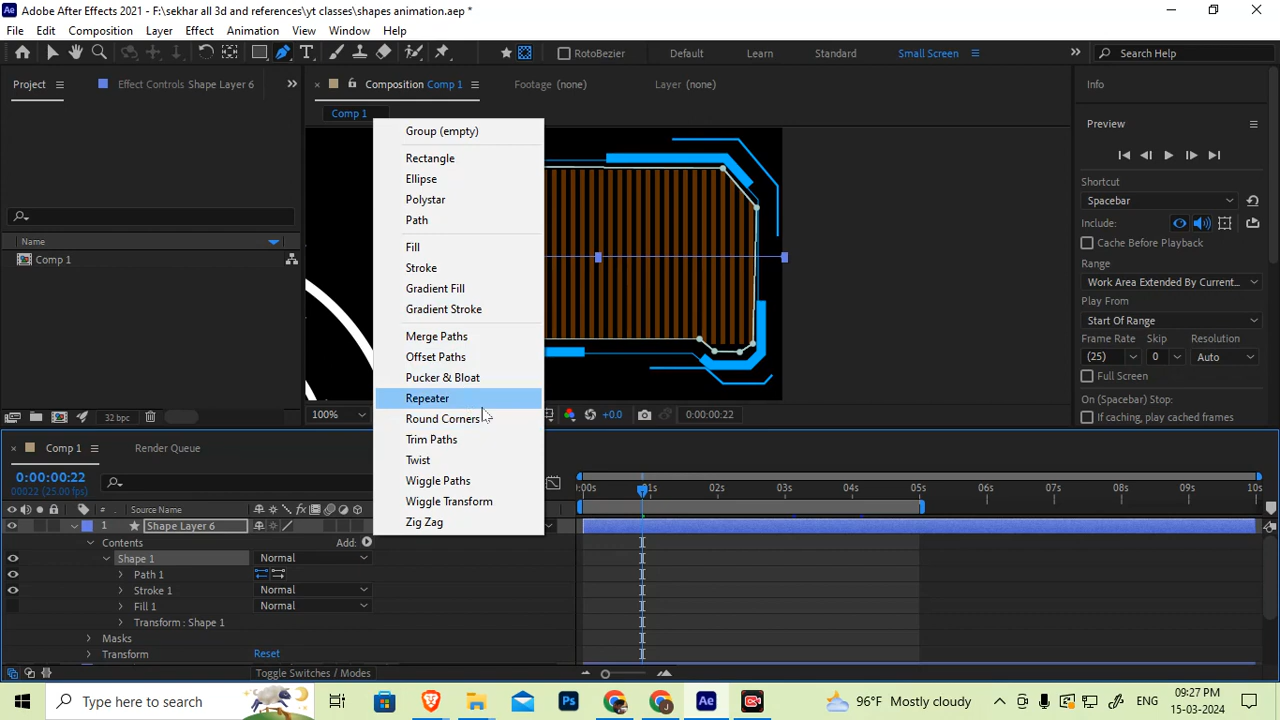 Adobe After Effects 2021 - F:\sekhar all 3d and references\yt classes\shapes animation.aep *
File Edit Composition Layer Effect Animation View Window Help
RotoBezier Default Learn Standard Small Screen Search Help
Project Effect Controls Shape Layer 6 Composition Comp 1 Footage (none) Layer (none) Info
Comp 1
Preview
Shortcut
Spacebar
Include:
Cache Before Playback
Range
Work Area Extended By Current...
Play From
Start Of Range
Frame Rate Skip Resolution
(25) 0 Auto
Full Screen
On (Spacebar) Stop:
If caching, play cached frames
Name
Comp 1
32 bpc
Group (empty)
Rectangle
Ellipse
Polystar
Path
Fill
Stroke
Gradient Fill
Gradient Stroke
Merge Paths
Offset Paths
Pucker & Bloat
Repeater
Round Corners
Trim Paths
Twist
Wiggle Paths
Wiggle Transform
Zig Zag
100% +0.0 0:00:00:22
Comp 1 Render Queue
0:00:00:22
00022 (25.00 fps)
:00s 01s 02s 03s 04s 05s 06s 07s 08s 09s 10s
# Source Name
1 Shape Layer 6
Contents Add:
Shape 1 Normal
Path 1
Stroke 1 Normal
Fill 1 Normal
Transform : Shape 1
Masks
Transform Reset
Toggle Switches / Modes
Type here to search 96°F Mostly cloudy ENG 09:27 PM
15-03-2024